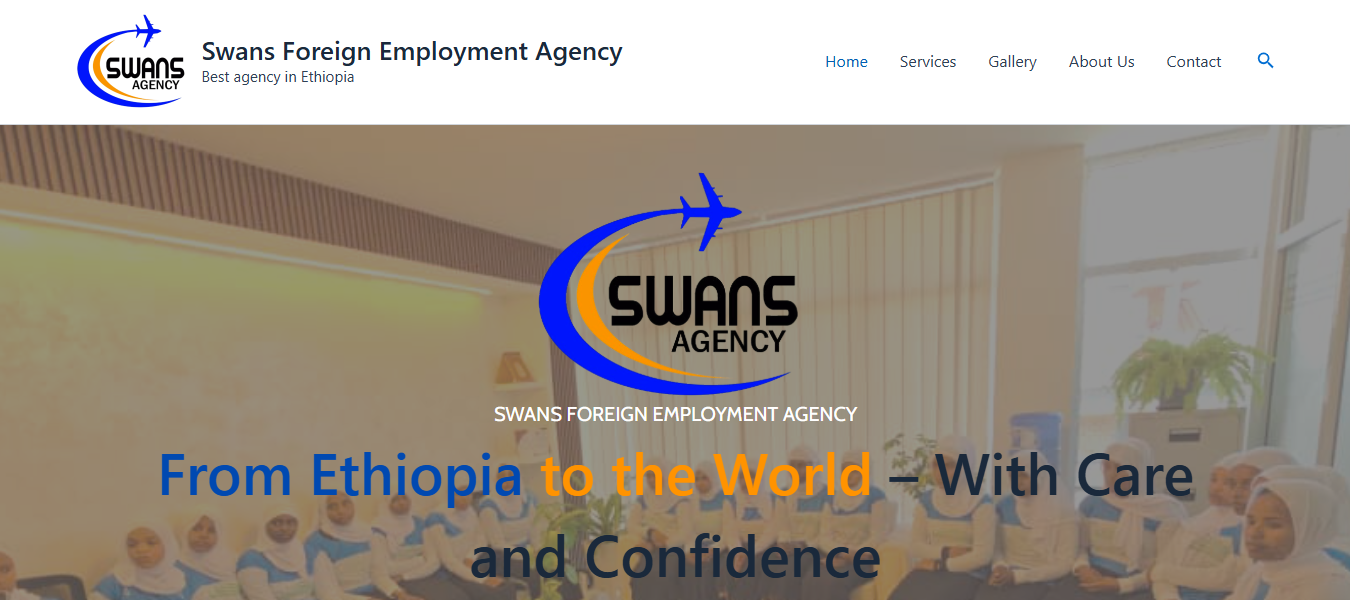 SWANS
AGENCY
Swans Foreign Employment Agency
Best agency in Ethiopia
Home
Services
Gallery
About Us
Contact
SWANS
AGENCY
SWANS FOREIGN EMPLOYMENT AGENCY
From Ethiopia to the World – With Care
and Confidence